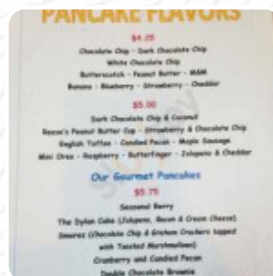 PANCAKE FLAVORS
$4.25
Chocolate Chip - Dark Chocolate Chip
White Chocolate Chip
Butterscotch - Peanut Butter - M&M
Banana - Blueberry - Strawberry - Cheddar
$5.00
Dark Chocolate Chip & Coconut
Reese's Peanut Butter Cup - Strawberry & Chocolate Chip
English Toffee - Candied Pecan - Maple Sausage
Mini Oreo - Raspberry - Butterfinger - Jalapeno & Cheddar
Our Gourmet Pancakes
$5.75
Seasonal Berry
The Dylan Cake (Jalapeno, Bacon & Cream Cheese)
Smores (Chocolate Chip & Graham Crackers topped
with Toasted Marshmallows)
Cranberry and Candied Pecan
Double Chocolate Brownie